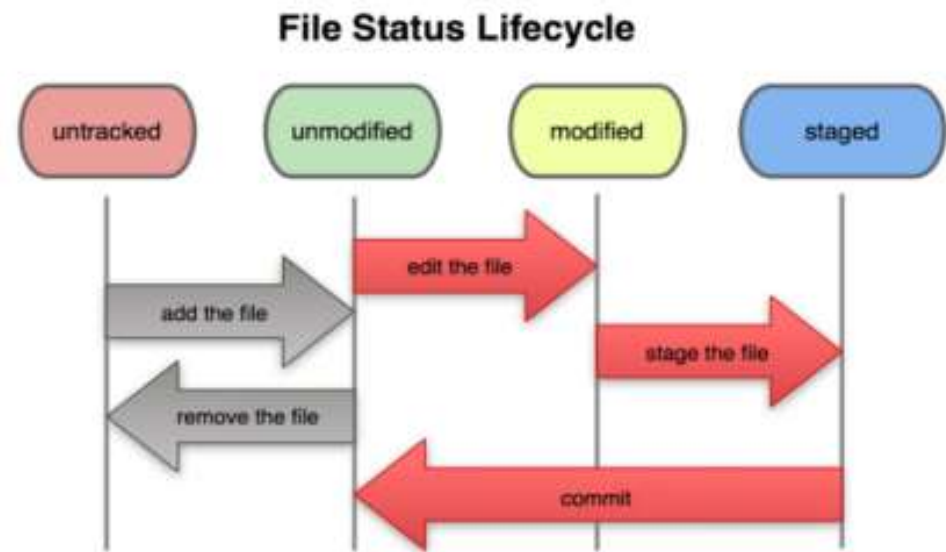 File Status Lifecycle
untracked
unmodified
modified
staged
edit the file
add the file
stage the file
remove the file
commit